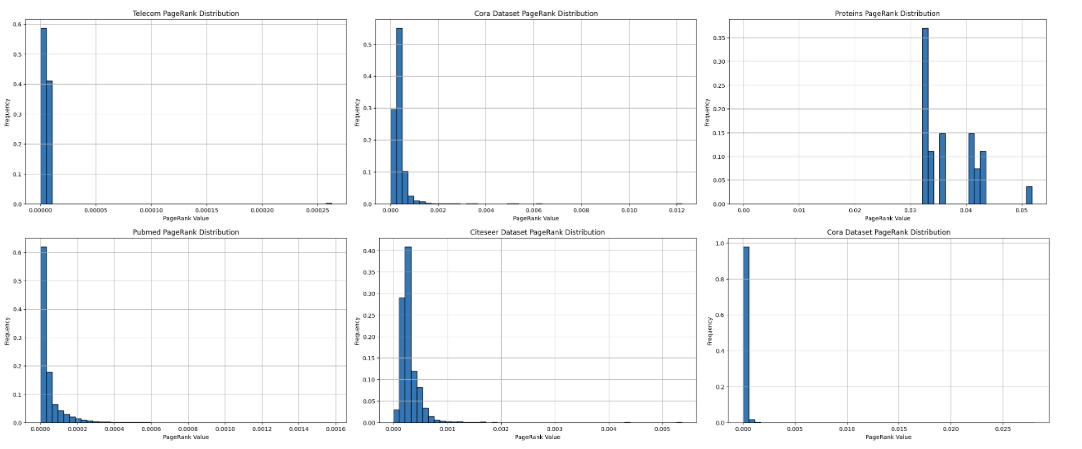 Telecom PageRank Distribution
0.6
0.5
0.4
0.3
0.2
0.1
0.0
Frequency
0.00000 0.00005 0.00010 0.00015 0.00020 0.00025
PageRank Value
Cora Dataset PageRank Distribution
0.5
0.4
0.3
0.2
0.1
0.0
Frequency
0.000 0.002 0.004 0.006 0.008 0.010 0.012
PageRank Value
Proteins PageRank Distribution
0.35
0.30
0.25
0.20
0.15
0.10
0.05
0.00
Frequency
0.00 0.01 0.02 0.03 0.04 0.05
PageRank Value
Pubmed PageRank Distribution
0.6
0.5
0.4
0.3
0.2
0.1
0.0
Frequency
0.0000 0.0002 0.0004 0.0006 0.0008 0.0010 0.0012 0.0014 0.0016
PageRank Value
Citeseer Dataset PageRank Distribution
0.40
0.35
0.30
0.25
0.20
0.15
0.10
0.05
0.00
Frequency
0.000 0.001 0.002 0.003 0.004 0.005
PageRank Value
Cora Dataset PageRank Distribution
1.0
0.8
0.6
0.4
0.2
0.0
Frequency
0.000 0.005 0.010 0.015 0.020 0.025
PageRank Value